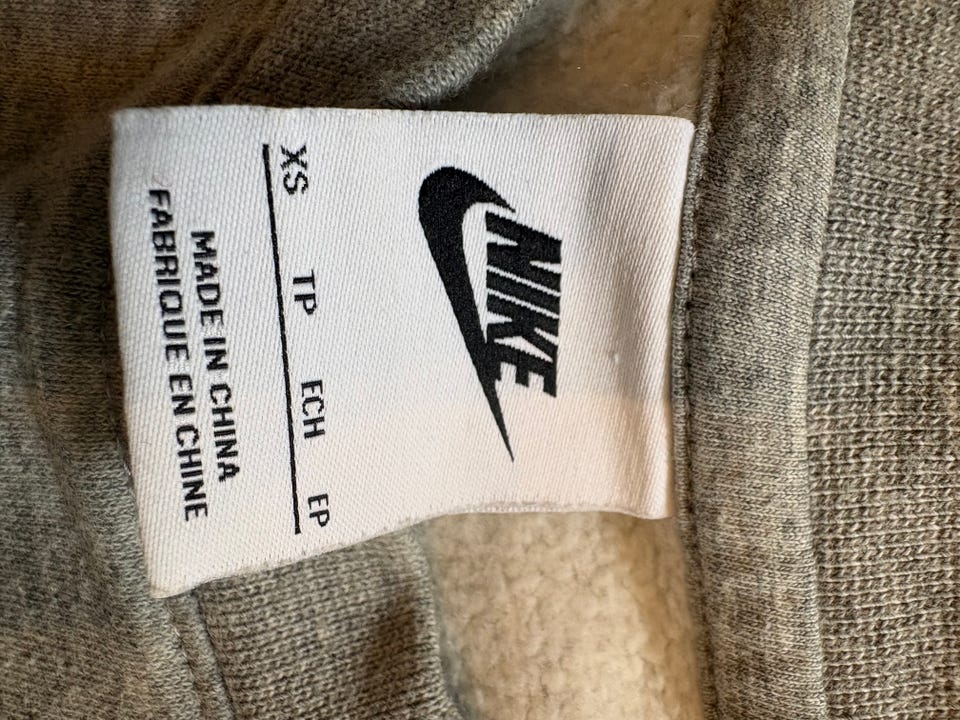 NIKE
XS TP ECH EP
MADE IN CHINA
FABRIQUE EN CHINE